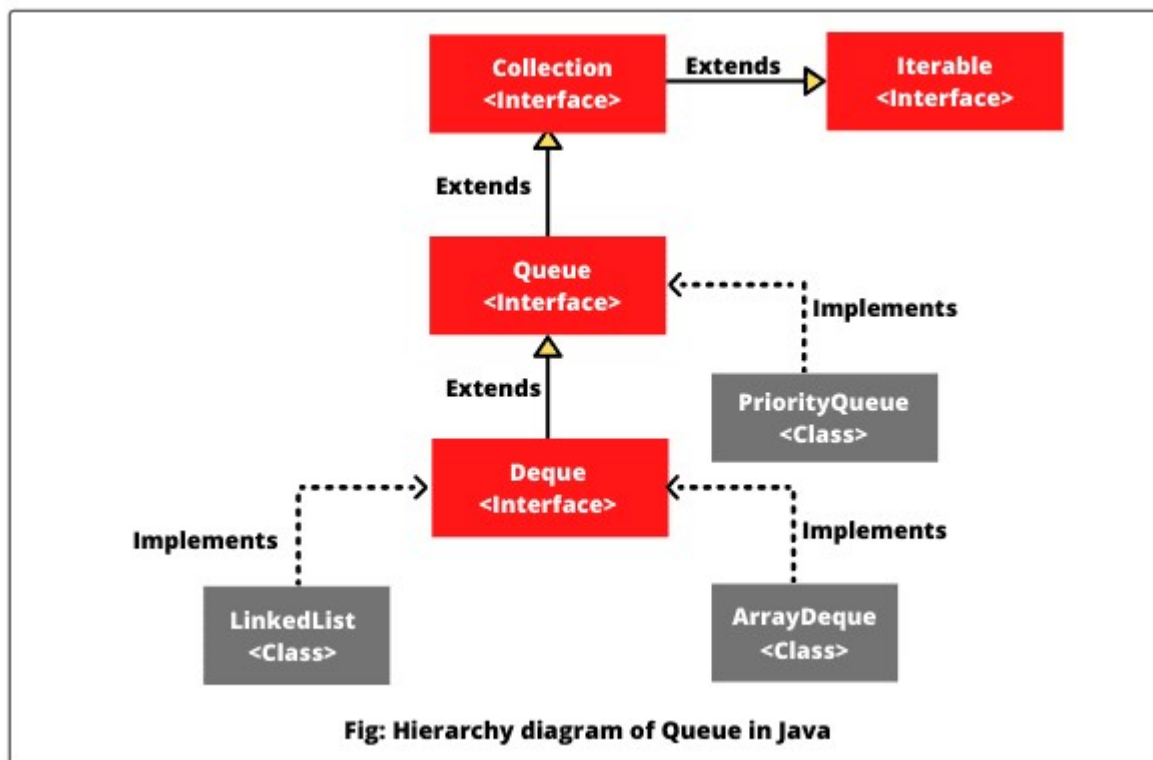 Collection
<Interface>
Extends
Iterable
<Interface>
Extends
Queue
<Interface>
Implements
Extends
PriorityQueue
<Class>
Deque
<Interface>
Implements
Implements
LinkedList
<Class>
ArrayDeque
<Class>
Fig: Hierarchy diagram of Queue in Java